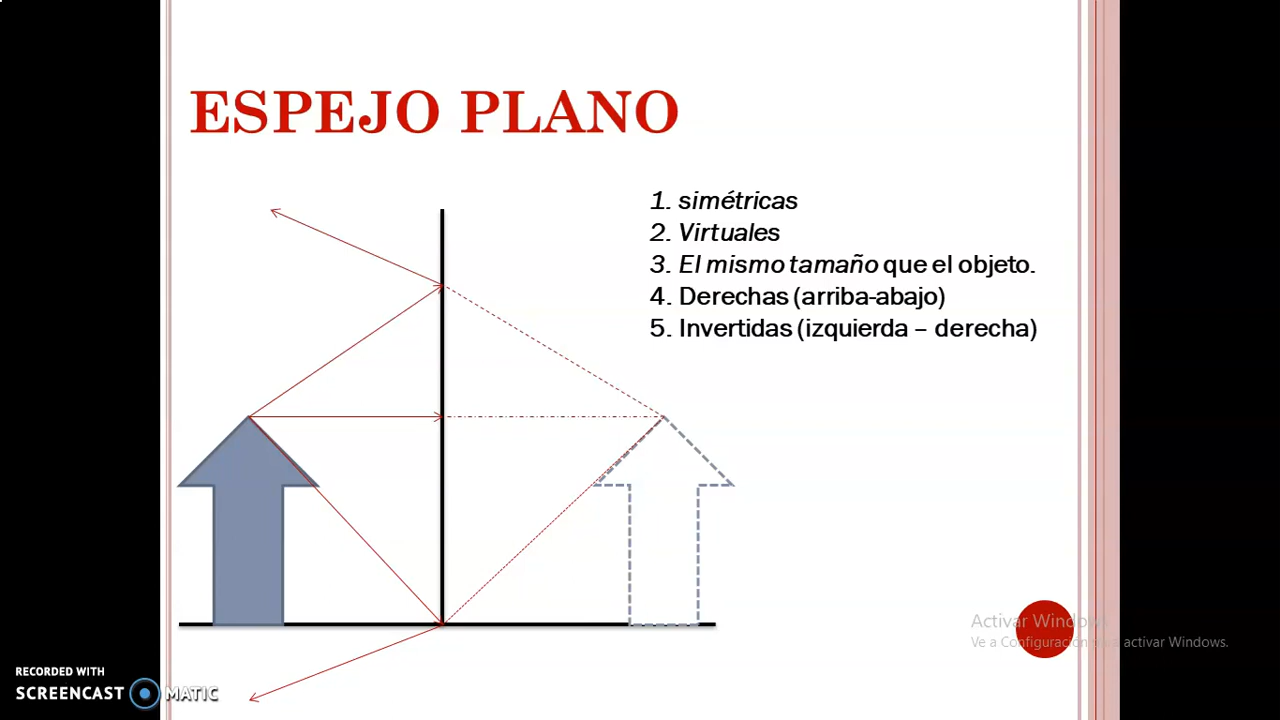 ESPEJO PLANO
1. simétricas
2. Virtuales
3. El mismo tamaño que el objeto.
4. Derechas (arriba-abajo)
5. Invertidas (izquierda – derecha)
Activar Windows
Ve a Configuración para activar Windows.
RECORDED WITH
SCREENCAST MATIC